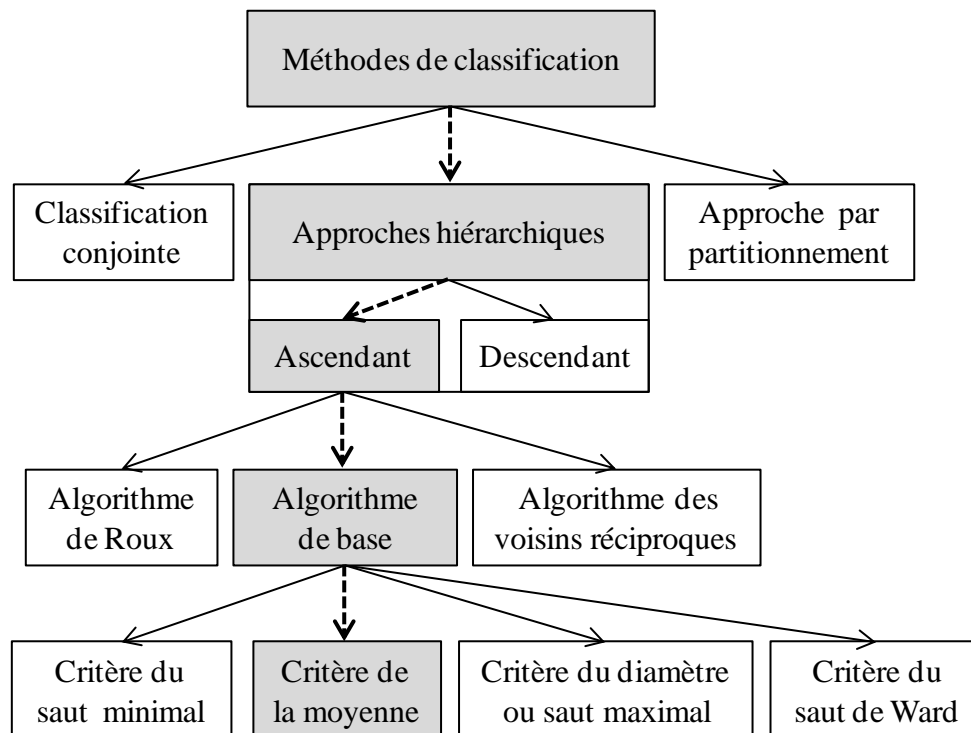 Méthodes de classification
Classification
conjointe
Approches hiérarchiques
Approche par
partitionnement
Ascendant
Descendant
Algorithme
de Roux
Algorithme
de base
Algorithme des
voisins réciproques
Critère du
saut minimal
Critère de
la moyenne
Critère du diamètre
ou saut maximal
Critère du
saut de Ward